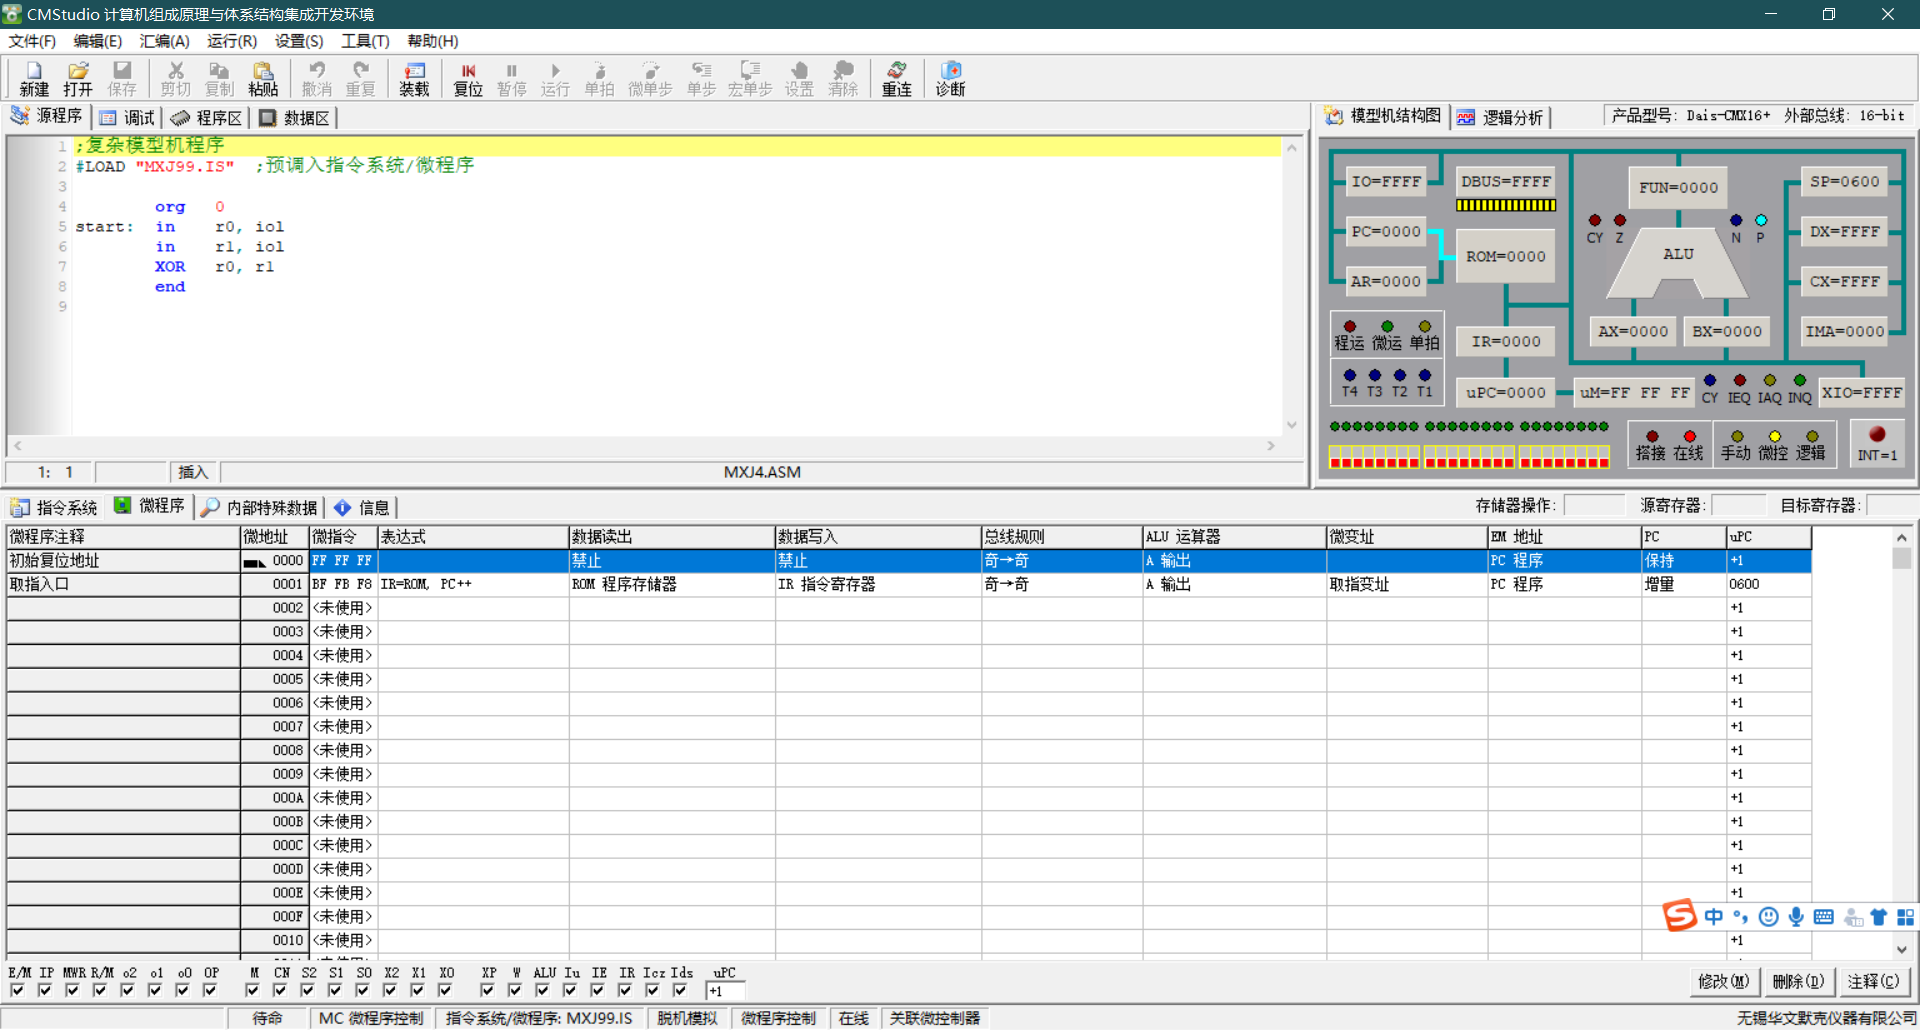 CMStudio 计算机组成原理与体系结构集成开发环境
文件(F) 编辑(E) 汇编(A) 运行(R) 设置(S) 工具(T) 帮助(H)
新建 打开 保存 剪切 复制 粘贴 撤消 重复 装载 复位 暂停 运行 单拍 微单步 单步 宏单步 设置 清除 重连 诊断
源程序 调试 程序区 数据区
1 ;复杂模型机程序
2 #LOAD "MXJ99.IS" ;预调入指令系统/微程序
3
4 org 0
5 start: in r0, iol
6 in r1, iol
7 XOR r0, r1
8 end
9
1: 1 插入 MXJ4.ASM
模型机结构图 逻辑分析 产品型号: Dais-CMX16+ 外部总线: 16-bit
IO=FFFF DBUS=FFFF FUN=0000 SP=0600
PC=0000 CY Z N P DX=FFFF
ROM=0000 ALU
AR=0000 CX=FFFF
程运 微运 单拍 IR=0000 AX=0000 BX=0000 IMA=0000
T4 T3 T2 T1 uPC=0000 uM=FF FF FF CY IEQ IAQ INQ XIO=FFFF
搭接 在线 手动 微控 逻辑 INT=1
指令系统 微程序 内部特殊数据 信息 存储器操作: 源寄存器: 目标寄存器:
微程序注释 微地址 微指令 表达式 数据读出 数据写入 总线规则 ALU 运算器 微变址 EM 地址 PC uPC
初始复位地址 0000 FF FF FF 禁止 禁止 奇→奇 A 输出 PC 程序 保持 +1
取指入口 0001 BF FB F8 IR=ROM, PC++ ROM 程序存储器 IR 指令寄存器 奇→奇 A 输出 取指变址 PC 程序 增量 0600
0002 <未使用> +1
0003 <未使用> +1
0004 <未使用> +1
0005 <未使用> +1
0006 <未使用> +1
0007 <未使用> +1
0008 <未使用> +1
0009 <未使用> +1
000A <未使用> +1
000B <未使用> +1
000C <未使用> +1
000D <未使用> +1
000E <未使用> +1
000F <未使用>
0010 <未使用> +1
S 中
E/M IP MWR R/M o2 o1 o0 OP M CN S2 S1 S0 X2 X1 X0 XP W ALU Iu IE IR Icz Ids uPC
+1
修改(M) 删除(D) 注释(C)
待命 MC 微程序控制 指令系统/微程序: MXJ99.IS 脱机模拟 微程序控制 在线 关联微控制器 无锡华文默克仪器有限公司